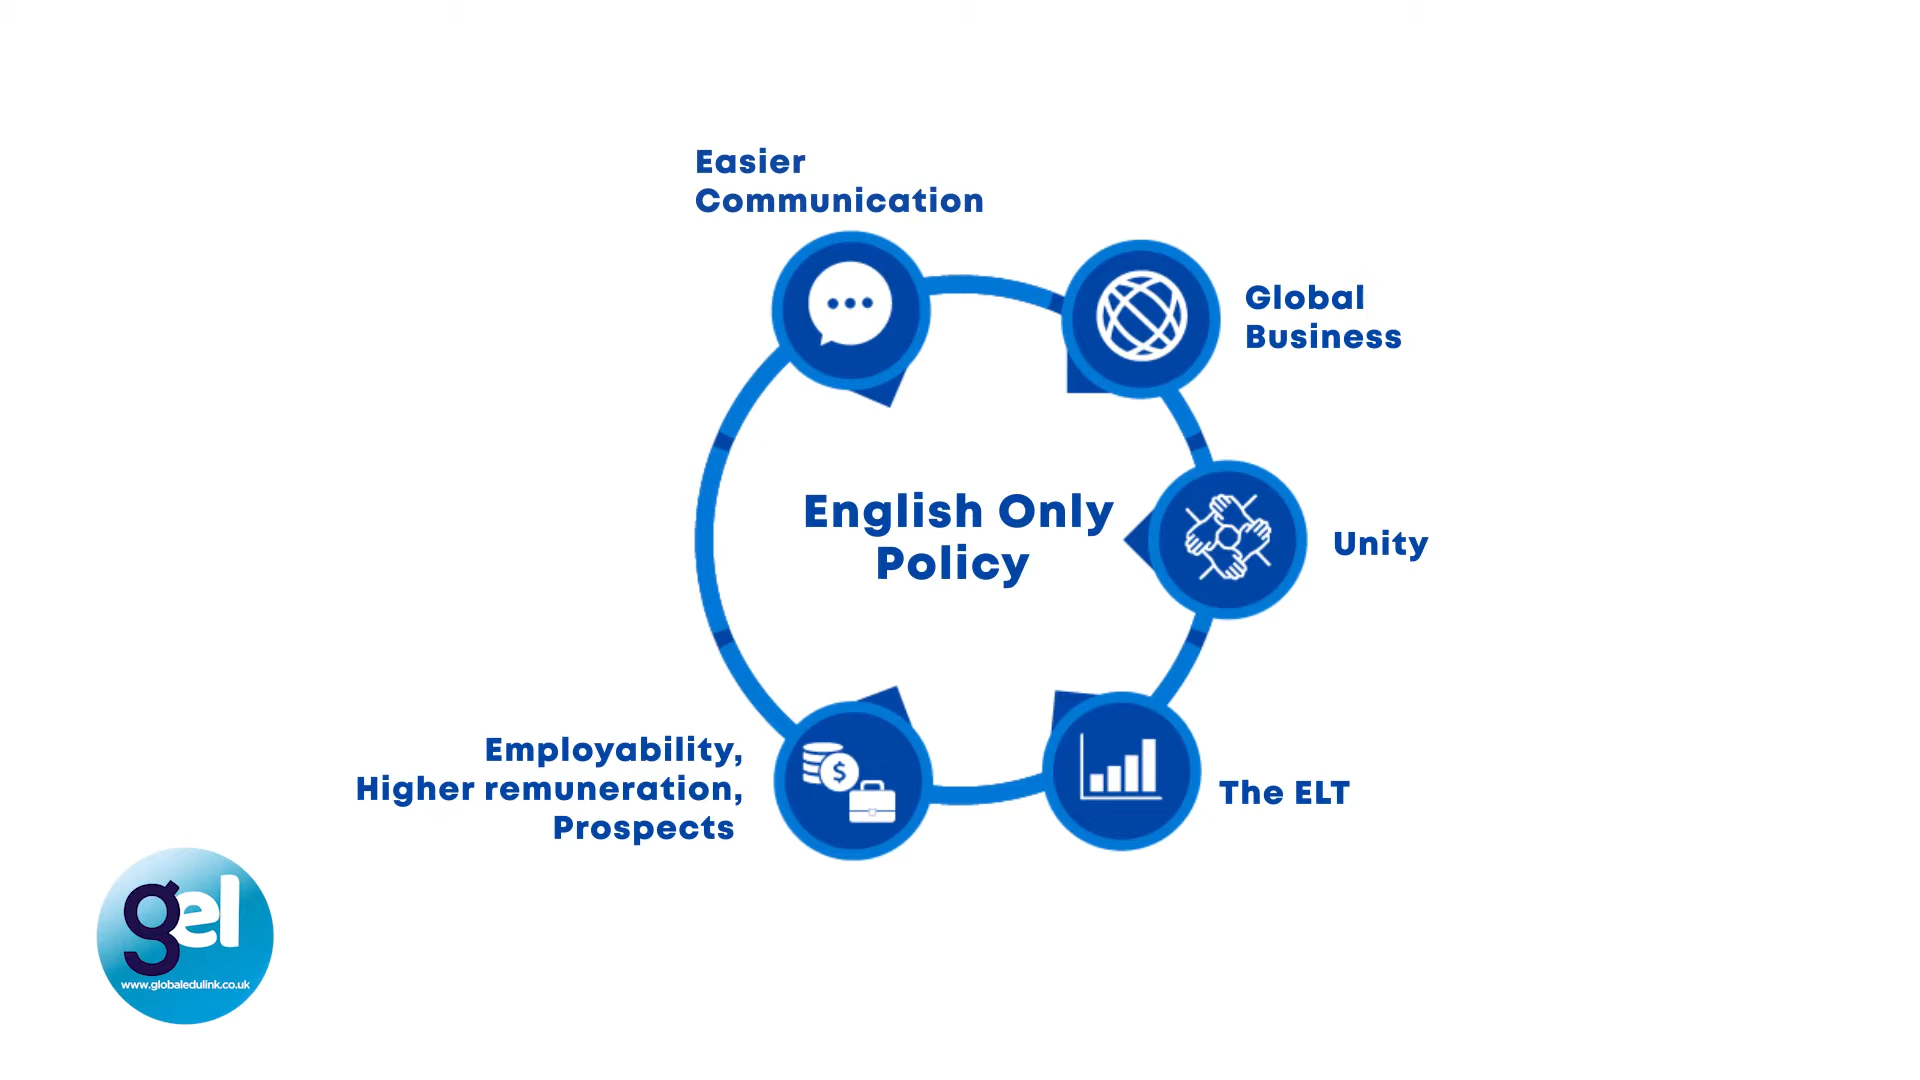 Easier
Communication
Global
Business
English Only
Policy
Unity
Employability,
Higher remuneration,
Prospects
$
The ELT
gel
www.globaledulink.co.uk